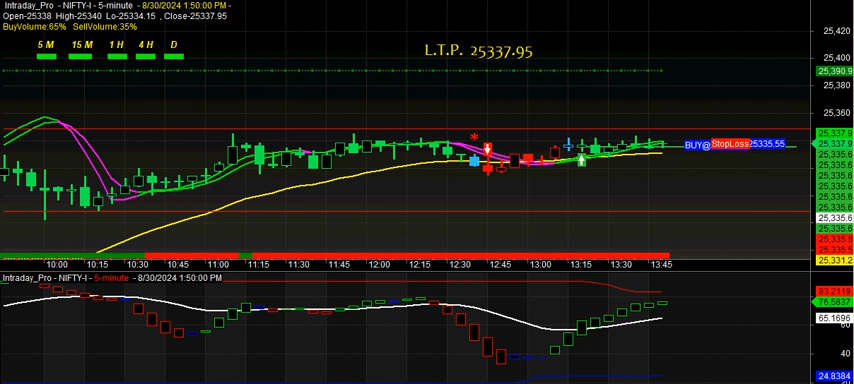 Intraday_Pro - NIFTY-I - 5-minute - 8/30/2024 1:50:00 PM -
Open-25338 High-25340 Lo-25334.15 , Close-25337.95
BuyVolume:65% SellVolume:35%
5 M 15 M 1 H 4 H D
L.T.P. 25337.95
25,420
25,400
25,390.9
25,380
25,360
25,337.9
25,337.9
BUY@ StopLoss 25335.55
25,335.6
25,335.6
25,335.6
25,335.6
25,335.6
25,335.6
25,335.6
25,335.5
25,335.5
25,331.2
10:00 10:15 10:30 10:45 11:00 11:15 11:30 11:45 12:00 12:15 12:30 12:45 13:00 13:15 13:30 13:45
Intraday_Pro - NIFTY-I - 5-minute - 8/30/2024 1:50:00 PM
83.2119
76.5837
65.1696
60
40
24.8384